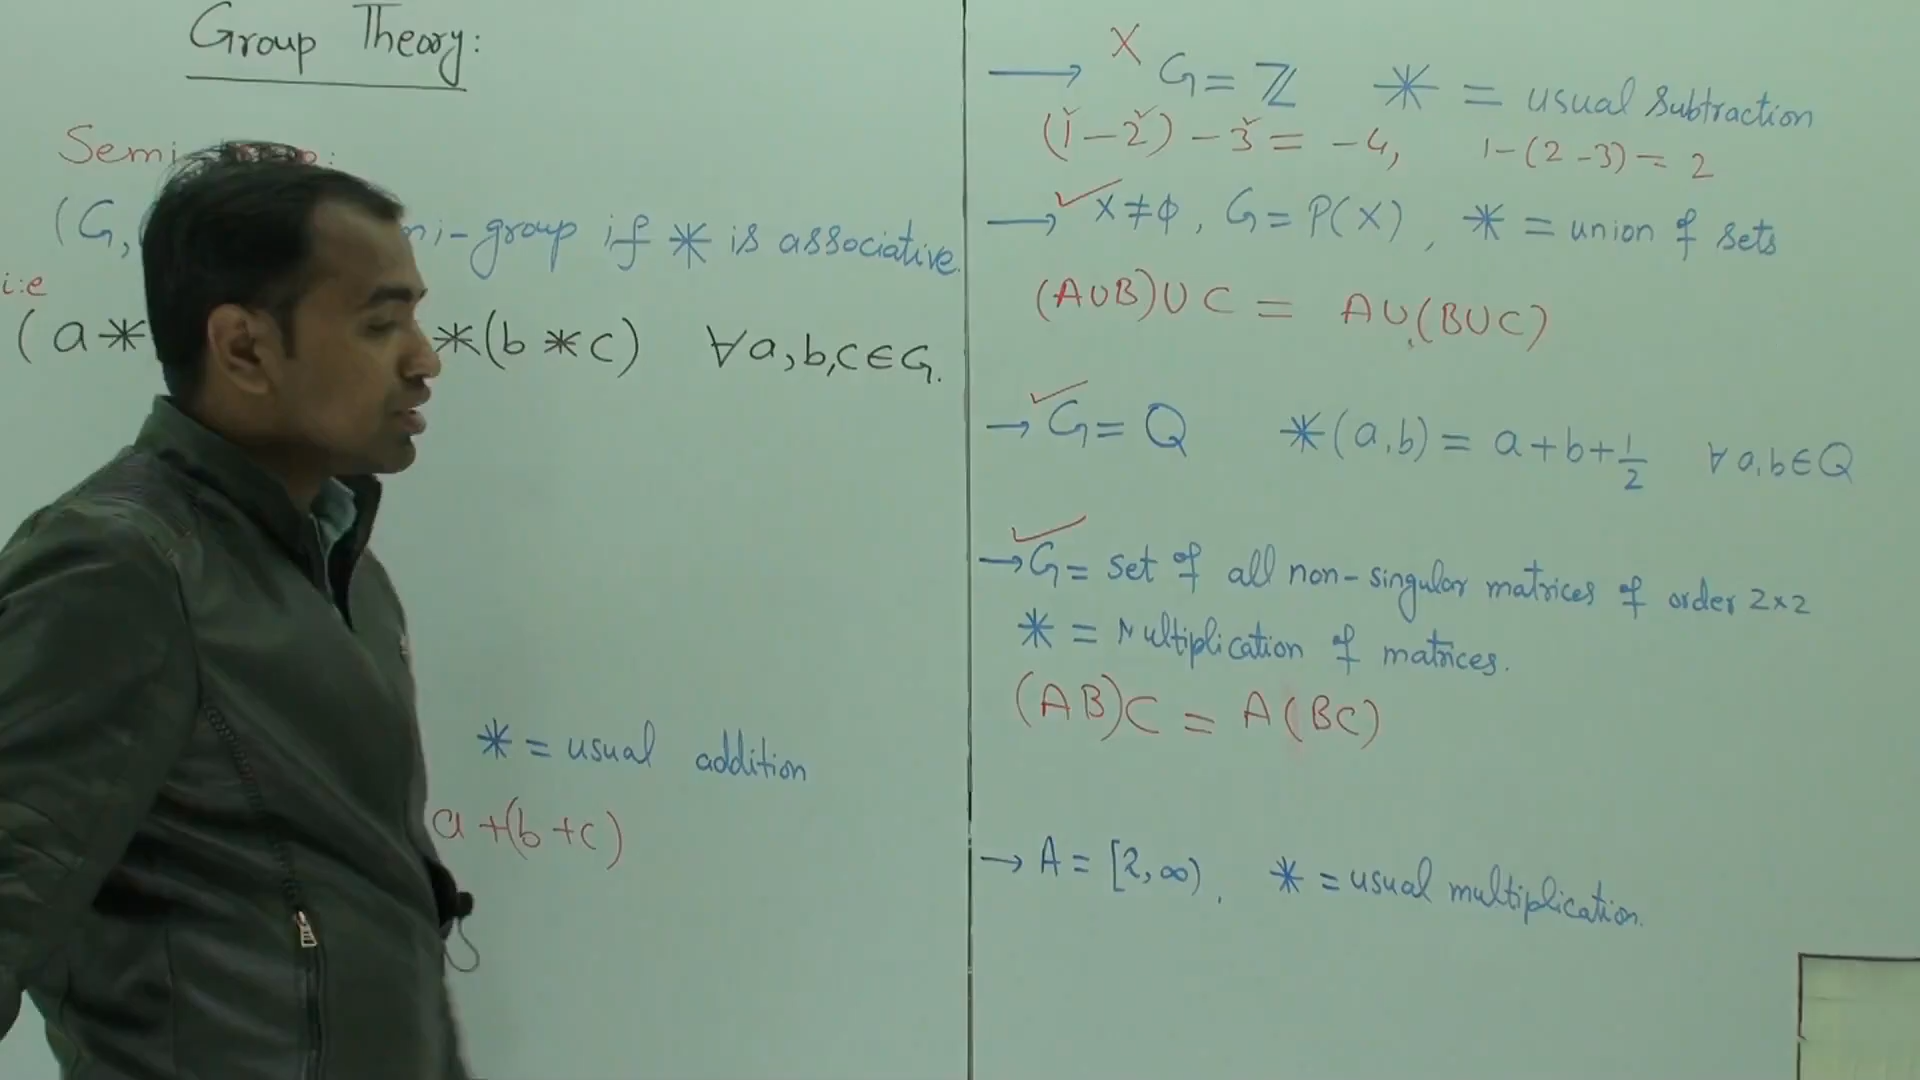 Group Theory:
Semi
(G, mi-group if * is associative.
i:e
(a* *(b*c) ∀a,b,c∈G.
* = usual addition
a+(b+c)
→ X G = ℤ * = usual subtraction
(1-2)-3 = -4, 1-(2-3) = 2
→ ✓ X≠φ, G = P(X), * = union of sets
(A∪B)∪C = A∪(B∪C)
→ ✓ G = Q *(a,b) = a+b+1/2 ∀a,b∈Q
→ ✓ G = set of all non-singular matrices of order 2×2
* = Multiplication of matrices.
(AB)C = A(BC)
→ A = [2,∞), * = usual multiplication.